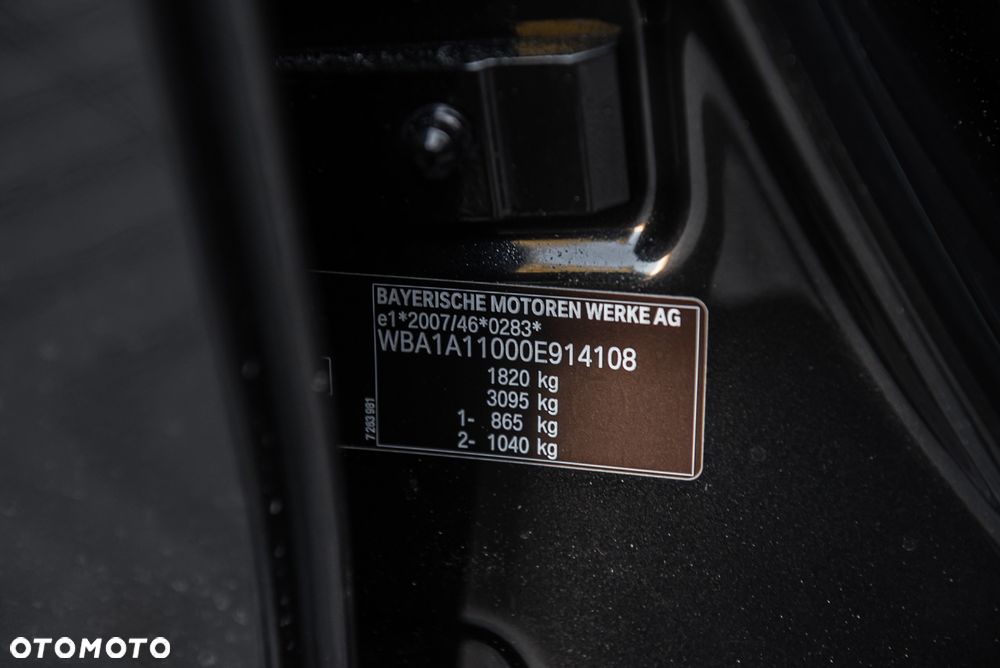 BAYERISCHE MOTOREN WERKE AG
e1*2007/46*0283*
WBA1A11000E914108
1820 kg
3095 kg
1- 865 kg
2- 1040 kg
7 263 981
OTOMOTO